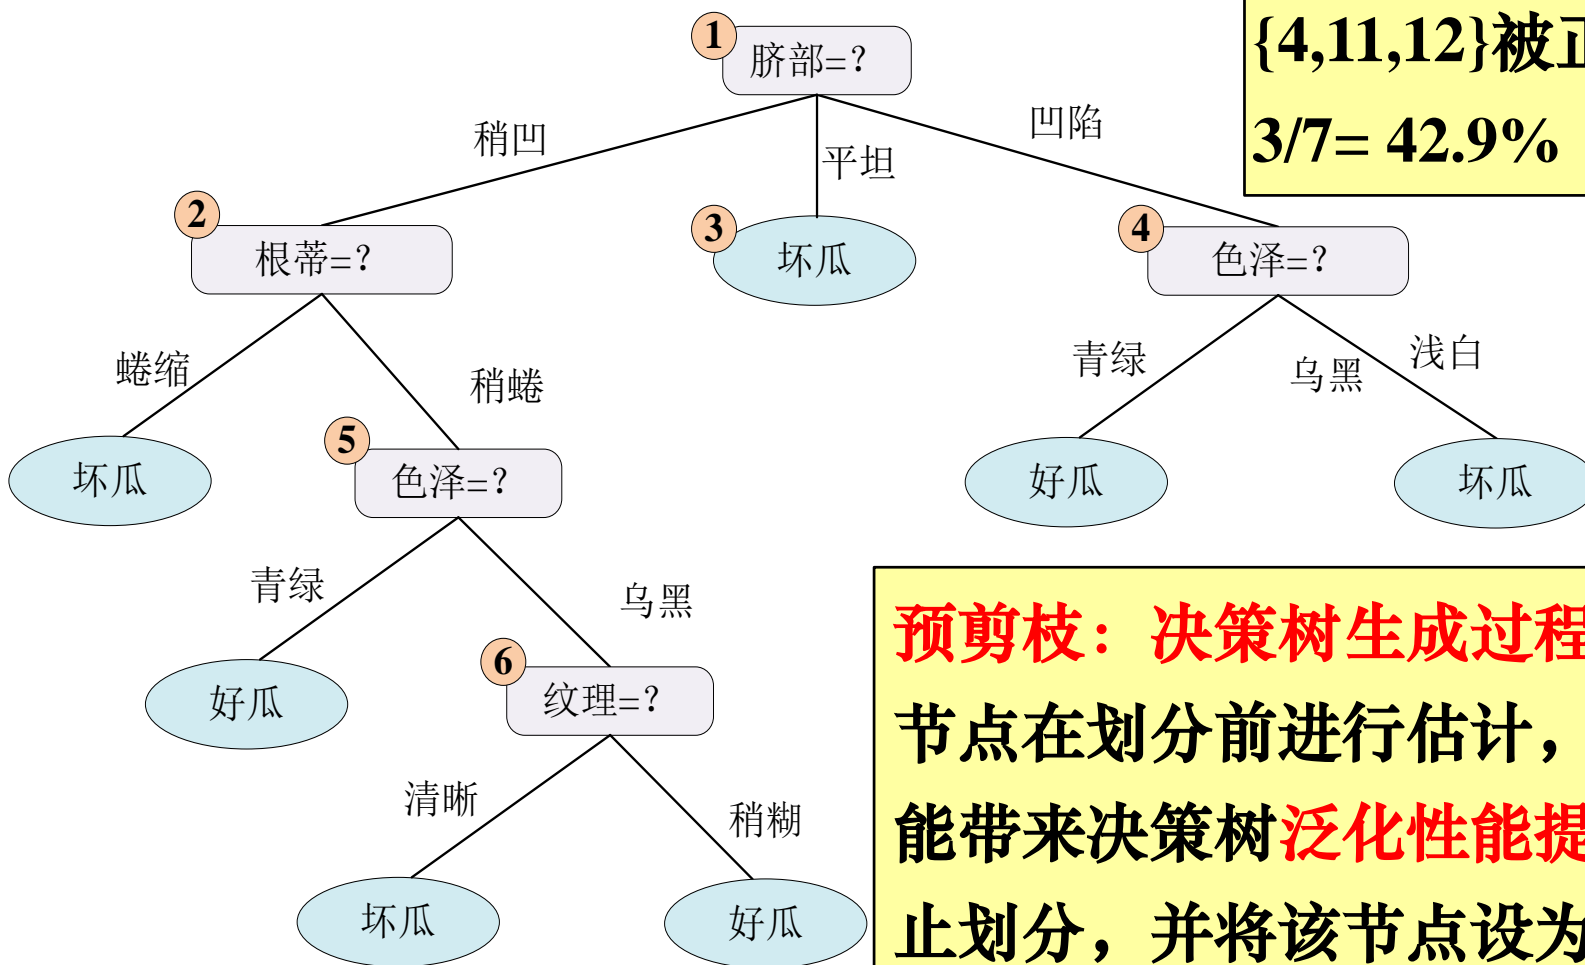 {4,11,12}被正
3/7= 42.9%
1
脐部=?
稍凹
平坦
凹陷
2
根蒂=?
3
坏瓜
4
色泽=?
蜷缩
稍蜷
青绿
乌黑
浅白
坏瓜
5
色泽=?
好瓜
坏瓜
青绿
乌黑
好瓜
6
纹理=?
清晰
稍糊
坏瓜
好瓜
预剪枝：决策树生成过程
节点在划分前进行估计，
能带来决策树泛化性能提
止划分，并将该节点设为